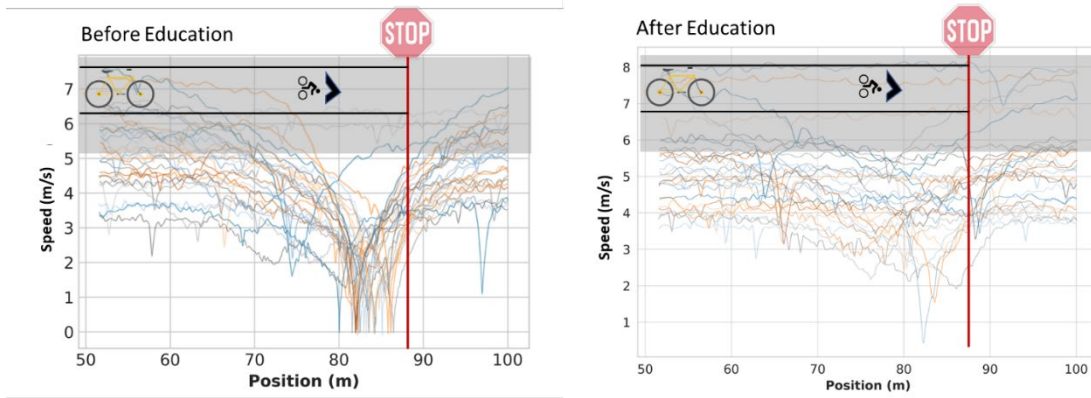 Before Education
STOP
Speed (m/s)
7
6
5
4
3
2
1
0
50 60 70 80 90 100
Position (m)
After Education
STOP
Speed (m/s)
8
7
6
5
4
3
2
1
50 60 70 80 90 100
Position (m)